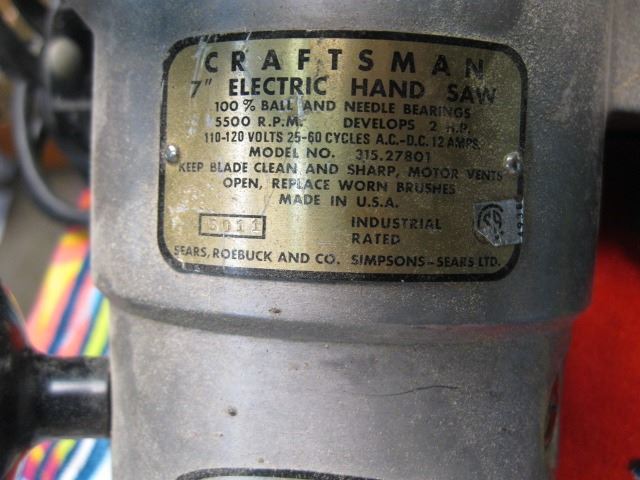 CRAFTSMAN
7" ELECTRIC HAND SAW
100% BALL AND NEEDLE BEARINGS
5500 R.P.M. DEVELOPS 2 H.P.
110-120 VOLTS 25-60 CYCLES A.C.-D.C. 12 AMPS.
MODEL NO. 315.27801
KEEP BLADE CLEAN AND SHARP, MOTOR VENTS
OPEN, REPLACE WORN BRUSHES
MADE IN U.S.A.
5011 INDUSTRIAL
RATED
SEARS, ROEBUCK AND CO. SIMPSONS-SEARS LTD.